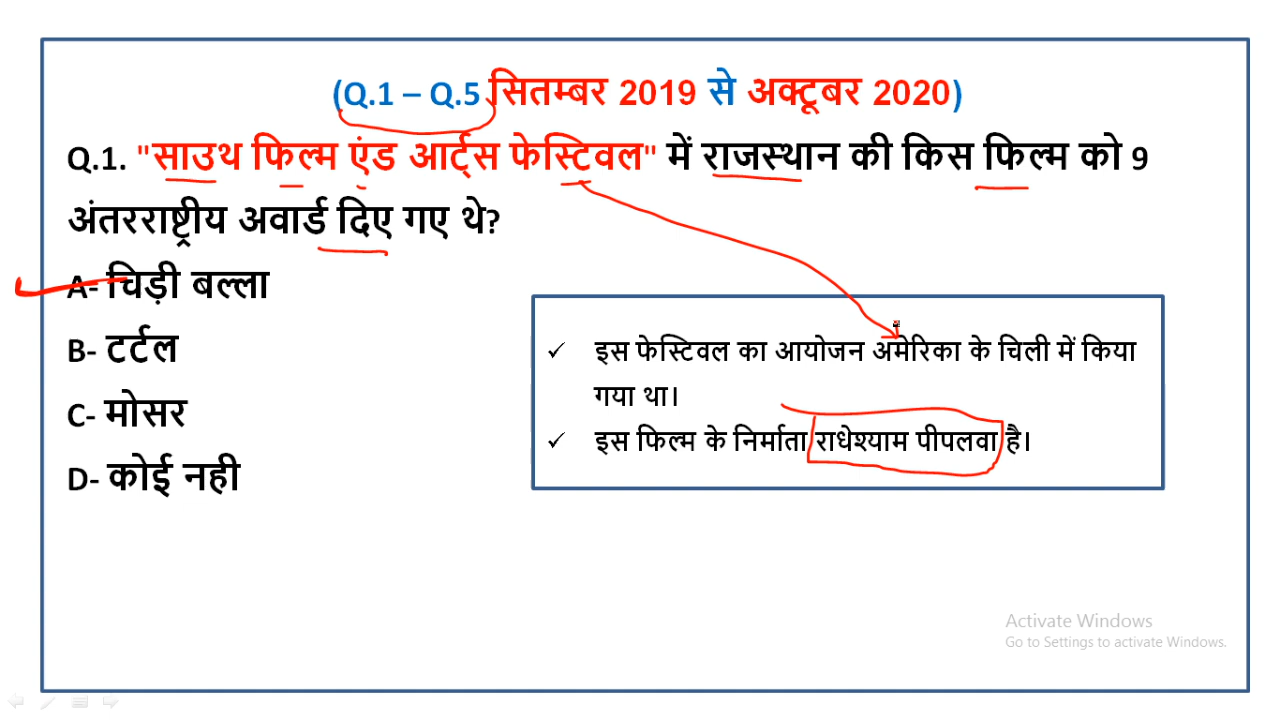 (Q.1 – Q.5 सितम्बर 2019 से अक्टूबर 2020)
Q.1. "साउथ फिल्म एंड आर्ट्स फेस्टिवल" में राजस्थान की किस फिल्म को 9
अंतरराष्ट्रीय अवार्ड दिए गए थे?
A- चिड़ी बल्ला
B- टर्टल
C- मोसर
D- कोई नही
✓ इस फेस्टिवल का आयोजन अमेरिका के चिली में किया
गया था।
✓ इस फिल्म के निर्माता राधेश्याम पीपलवा है।
Activate Windows
Go to Settings to activate Windows.